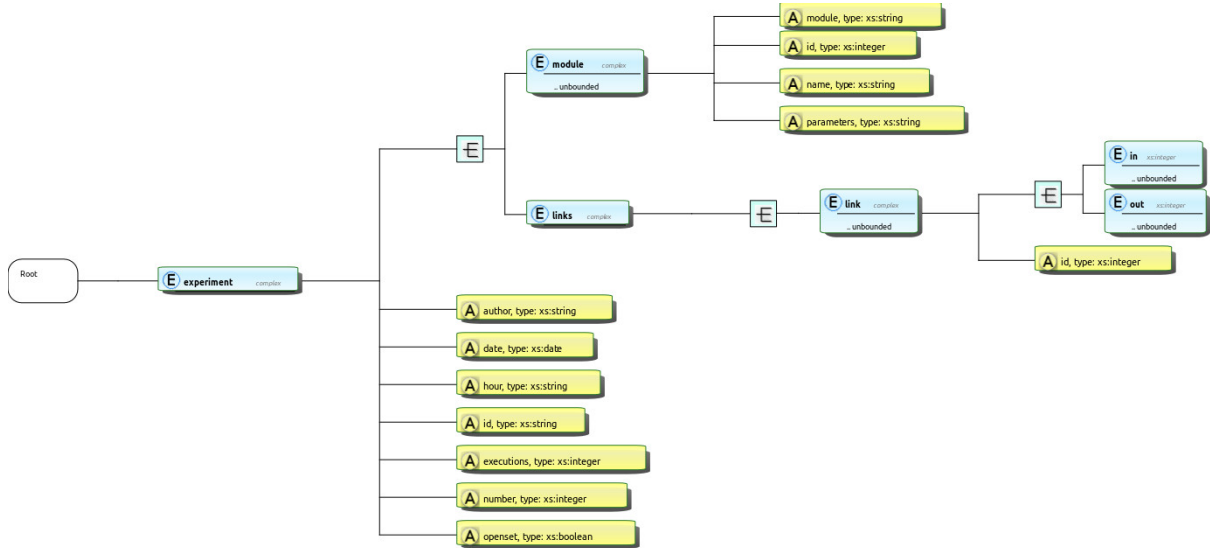 A module, type: xs:string
E module complex
A id, type: xs:integer
.. unbounded
A name, type: xs:string
A parameters, type: xs:string
E in xs:integer
.. unbounded
E links complex
E
E link complex
.. unbounded
E out xs:integer
.. unbounded
A id, type: xs:integer
Root
E experiment complex
A author, type: xs:string
A date, type: xs:date
A hour, type: xs:string
A id, type: xs:string
A executions, type: xs:integer
A number, type: xs:integer
A openset, type: xs:boolean